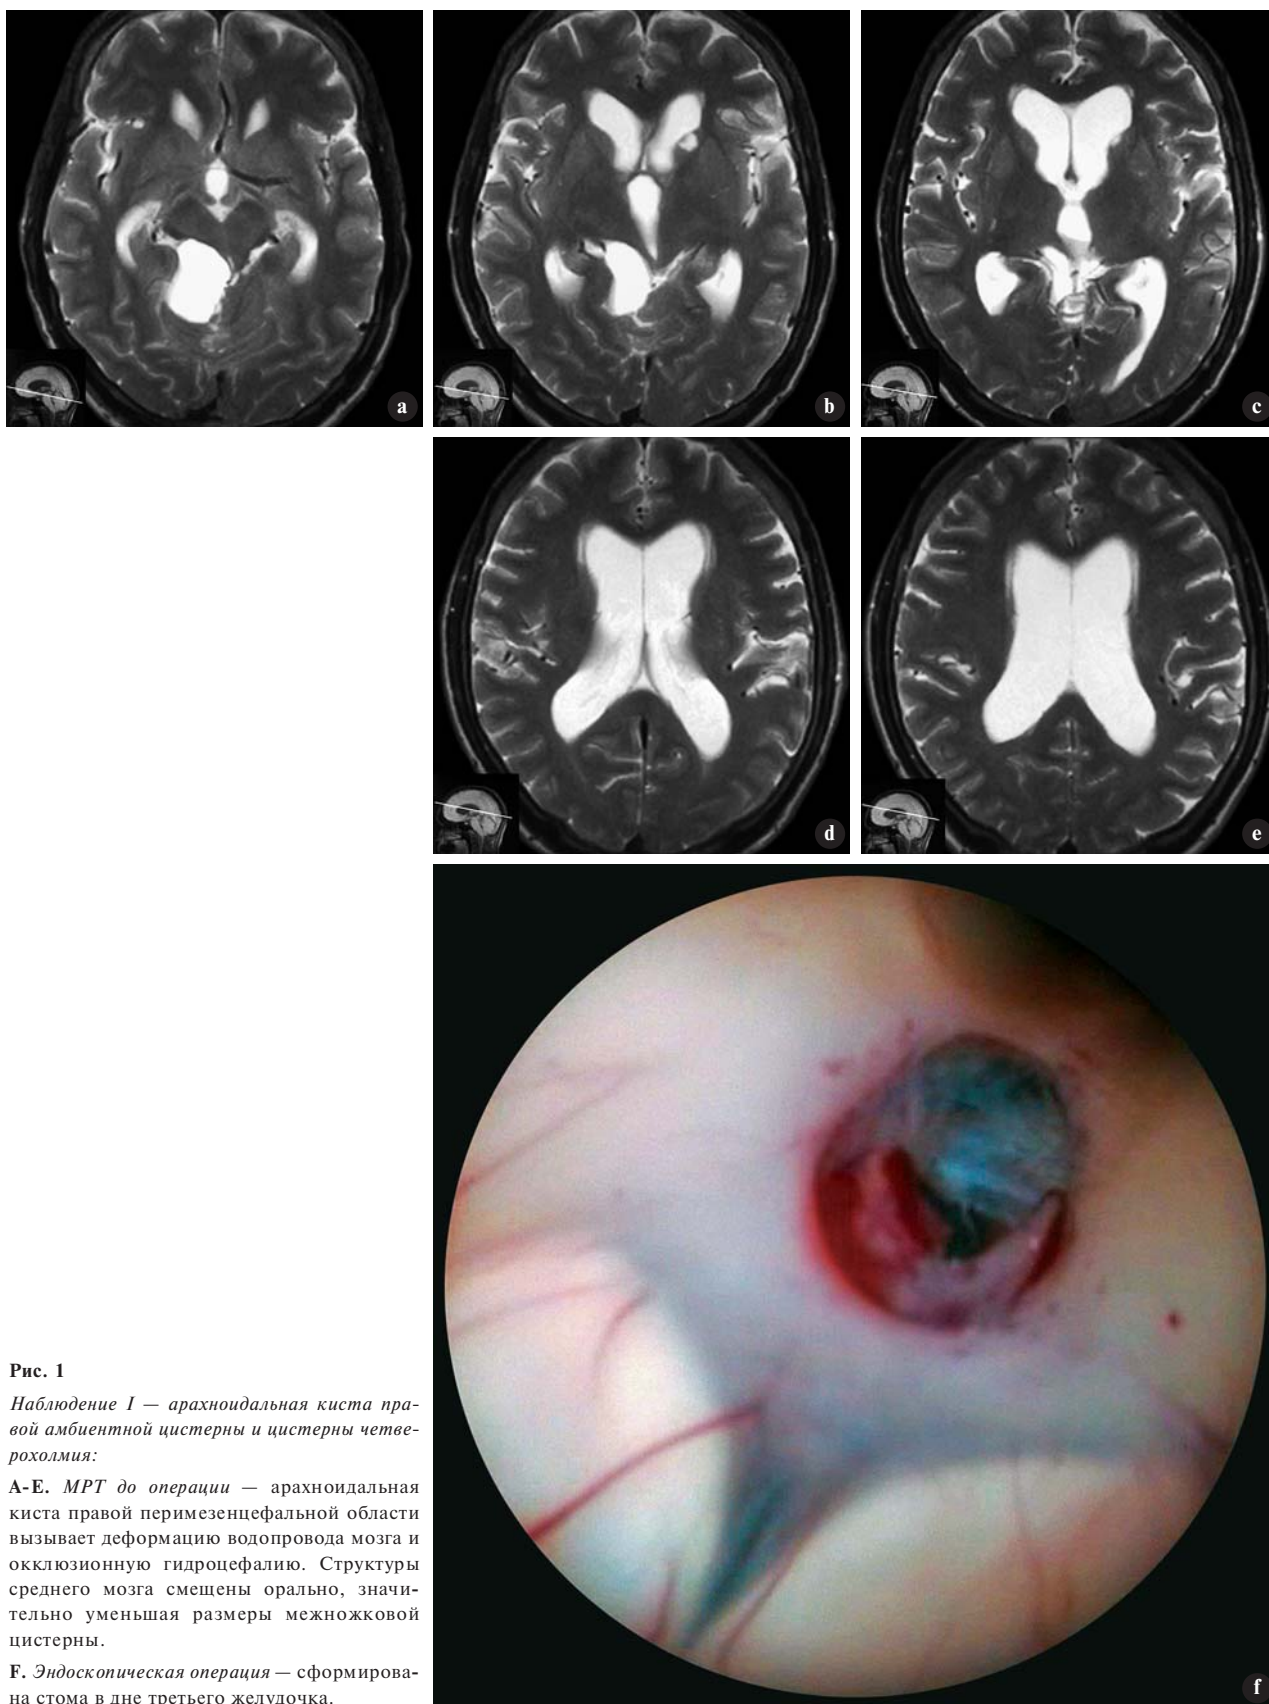 a
b
c
d
e
f
Рис. 1
Наблюдение I — арахноидальная киста пра-
вой амбиентной цистерны и цистерны четве-
рохолмия:
A-E. МРТ до операции — арахноидальная
киста правой перимезенцефальной области
вызывает деформацию водопровода мозга и
окклюзионную гидроцефалию. Структуры
среднего мозга смещены орально, значи-
тельно уменьшая размеры межножковой
цистерны.
F. Эндоскопическая операция — сформирова-
на стома в дне третьего желудочка.